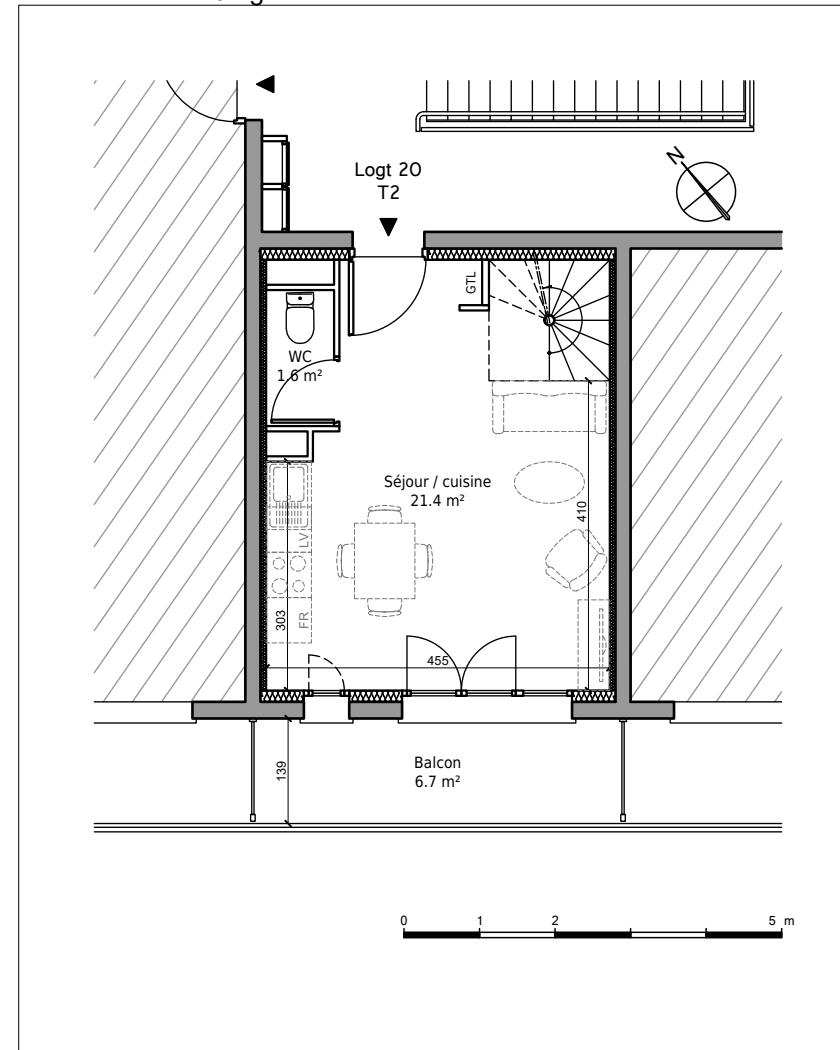 N
Logt 20
T2
GTL
WC
1.6 m²
Séjour / cuisine
21.4 m²
410
LV
303
FR
455
139
Balcon
6.7 m²
0 1 2 5 m